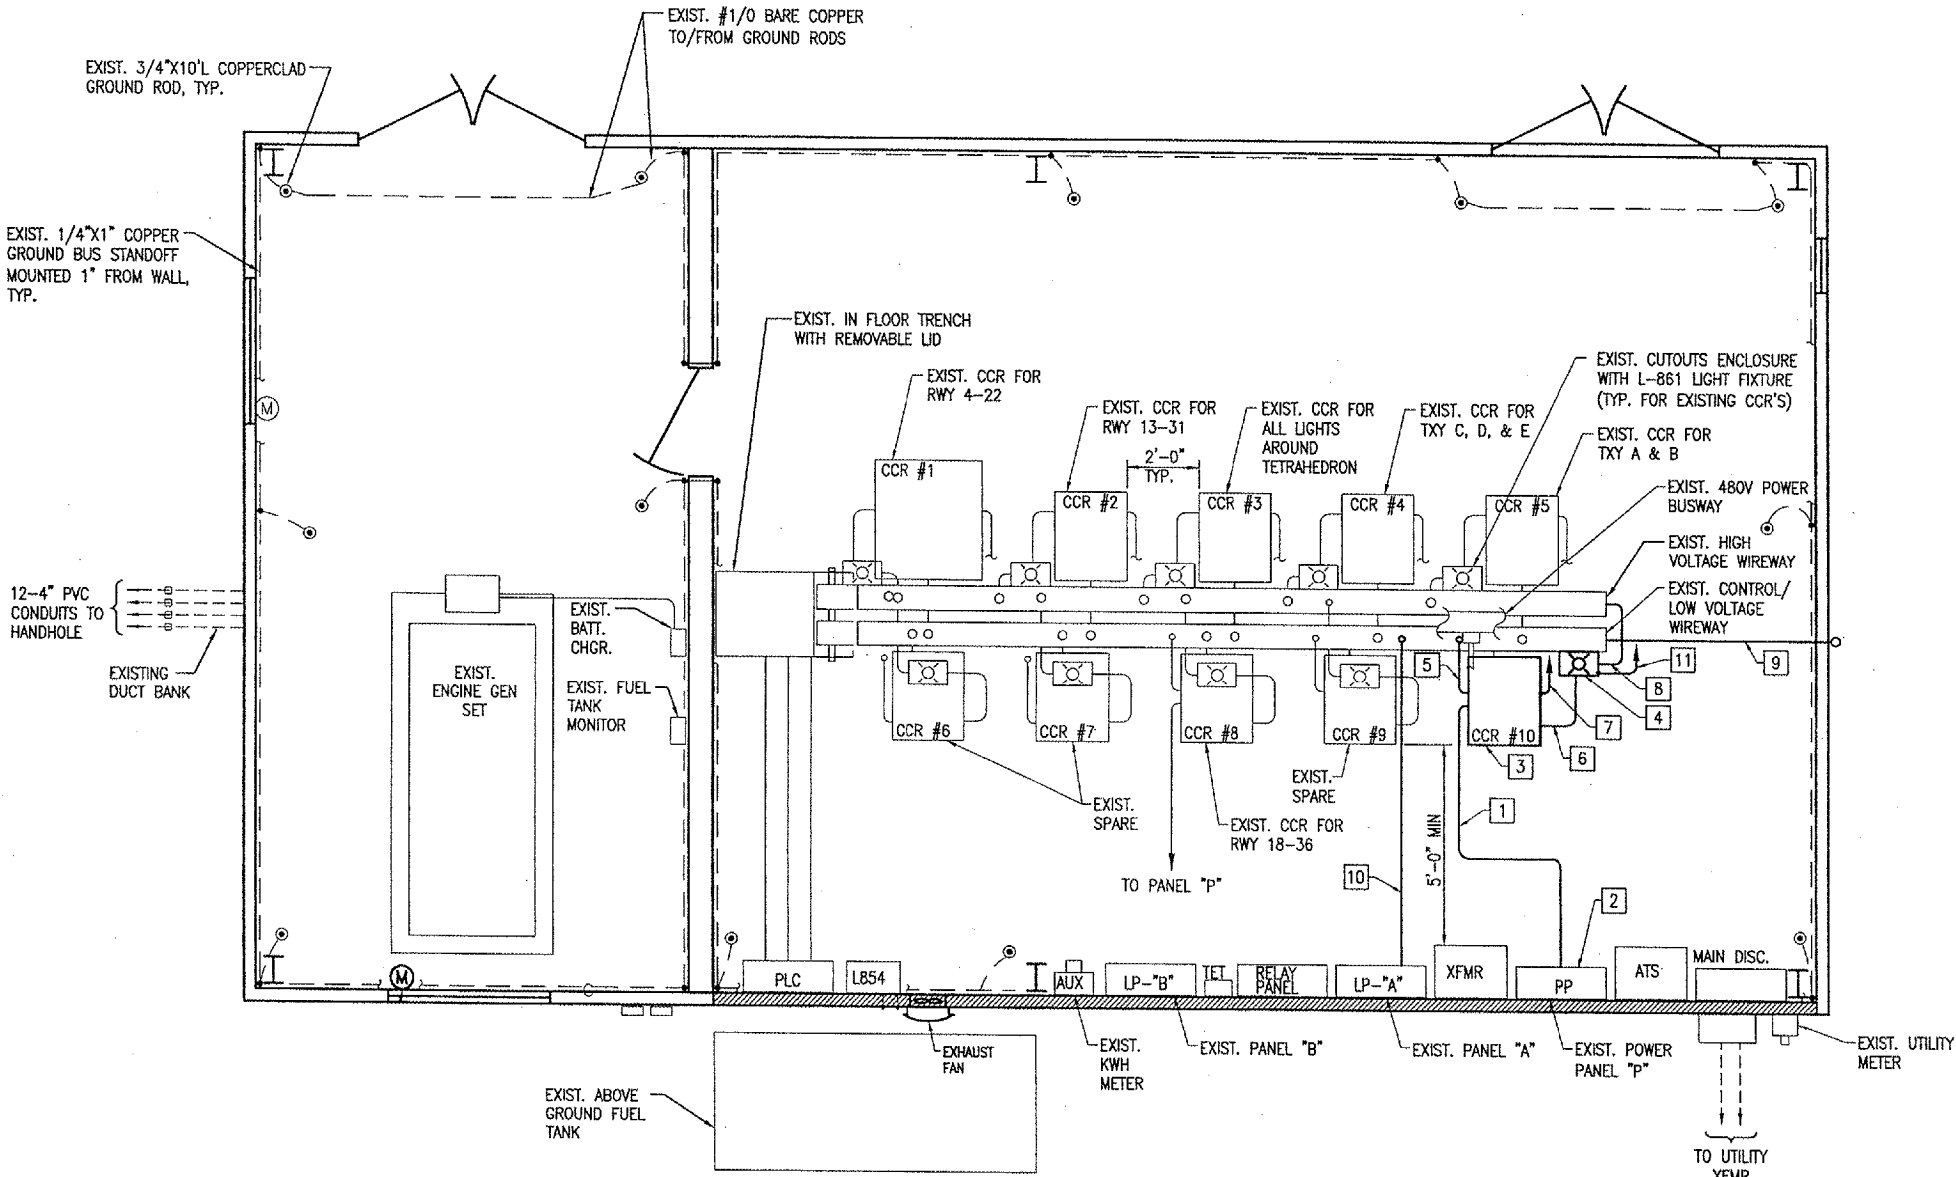 EXIST. #1/0 BARE COPPER
TO/FROM GROUND RODS
EXIST. 3/4"X10'L COPPERCLAD
GROUND ROD, TYP.
EXIST. 1/4"X1" COPPER
GROUND BUS STANDOFF
MOUNTED 1" FROM WALL,
TYP.
EXIST. IN FLOOR TRENCH
WITH REMOVABLE LID
EXIST. CCR FOR
RWY 4-22
EXIST. CCR FOR
RWY 13-31
EXIST. CCR FOR
ALL LIGHTS
AROUND
TETRAHEDRON
EXIST. CCR FOR
TXY C, D, & E
EXIST. CUTOUTS ENCLOSURE
WITH L-861 LIGHT FIXTURE
(TYP. FOR EXISTING CCR'S)
EXIST. CCR FOR
TXY A & B
M
2'-0"
TYP.
CCR #1
CCR #2
CCR #3
CCR #4
CCR #5
EXIST. 480V POWER
BUSWAY
EXIST. HIGH
VOLTAGE WIREWAY
EXIST. CONTROL/
LOW VOLTAGE
WIREWAY
12-4" PVC
CONDUITS TO
HANDHOLE
EXISTING
DUCT BANK
EXIST.
BATT.
CHGR.
EXIST.
ENGINE GEN
SET
EXIST. FUEL
TANK
MONITOR
5
11
9
8
4
7
6
3
CCR #6
CCR #7
CCR #8
CCR #9
CCR #10
EXIST.
SPARE
EXIST.
SPARE
EXIST. CCR FOR
RWY 18-36
1
5'-0" MIN
TO PANEL "P"
10
2
M
PLC
L854
AUX
LP-"B"
TET
RELAY
PANEL
LP-"A"
XFMR
PP
ATS
MAIN DISC.
EXHAUST
FAN
EXIST.
KWH
METER
EXIST. PANEL "B"
EXIST. PANEL "A"
EXIST. POWER
PANEL "P"
EXIST. UTILITY
METER
EXIST. ABOVE
GROUND FUEL
TANK
TO UTILITY
XFMR